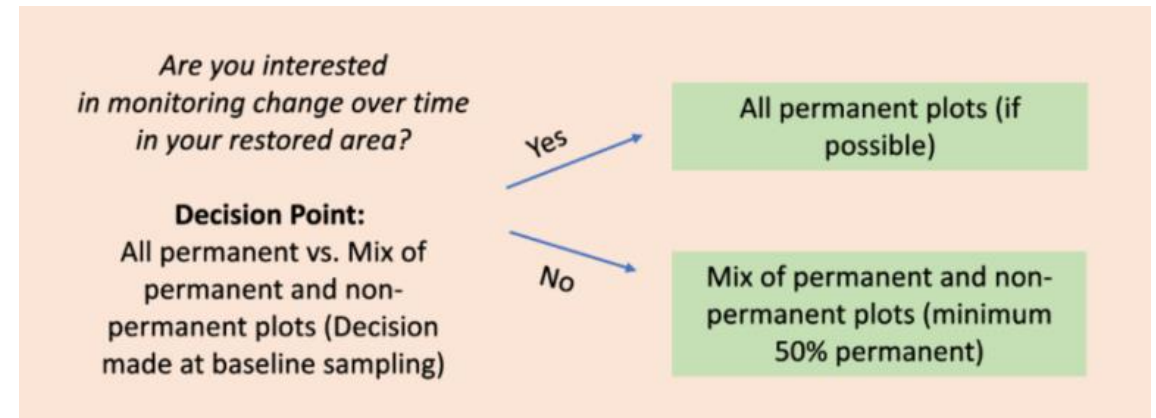 Are you interested
in monitoring change over time
in your restored area?
Decision Point:
All permanent vs. Mix of
permanent and non-
permanent plots (Decision
made at baseline sampling)
Yes
No
All permanent plots (if
possible)
Mix of permanent and non-
permanent plots (minimum
50% permanent)